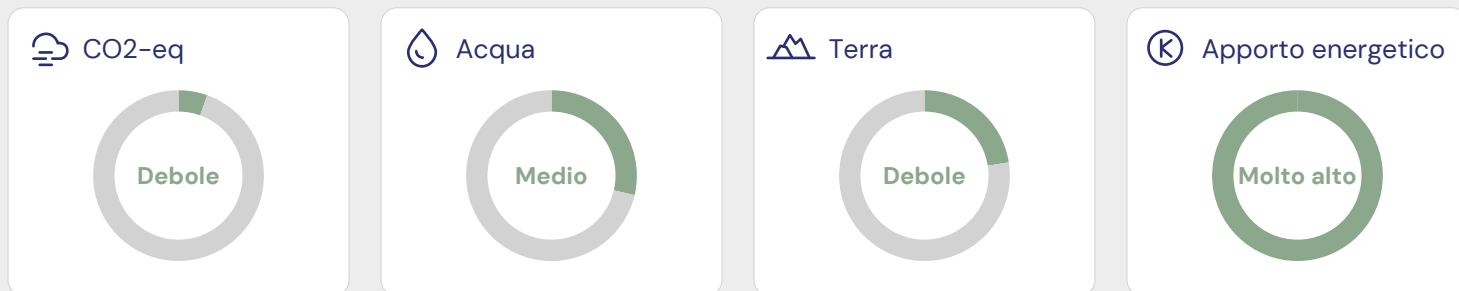 CO2-eq
Debole
Acqua
Medio
Terra
Debole
Apporto energetico
Molto alto